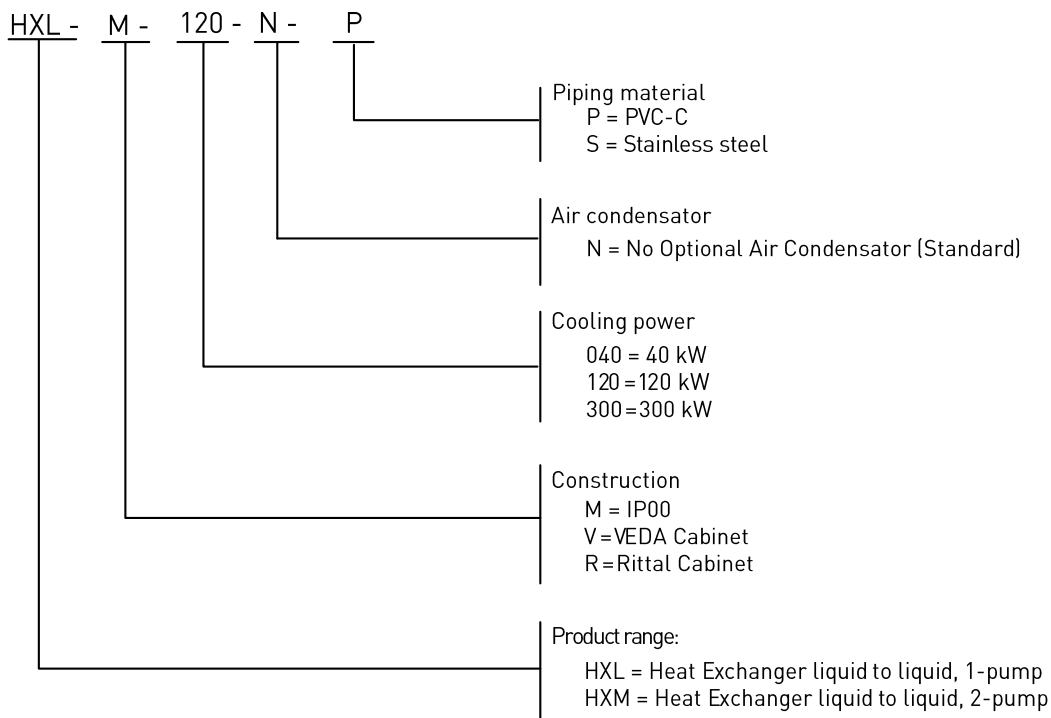 HXL - M - 120 - N - P
Piping material
P = PVC-C
S = Stainless steel
Air condensator
N = No Optional Air Condensator (Standard)
Cooling power
040 = 40 kW
120=120 kW
300=300 kW
Construction
M = IP00
V=VEDA Cabinet
R=Rittal Cabinet
Product range:
HXL = Heat Exchanger liquid to liquid, 1-pump
HXM = Heat Exchanger liquid to liquid, 2-pump